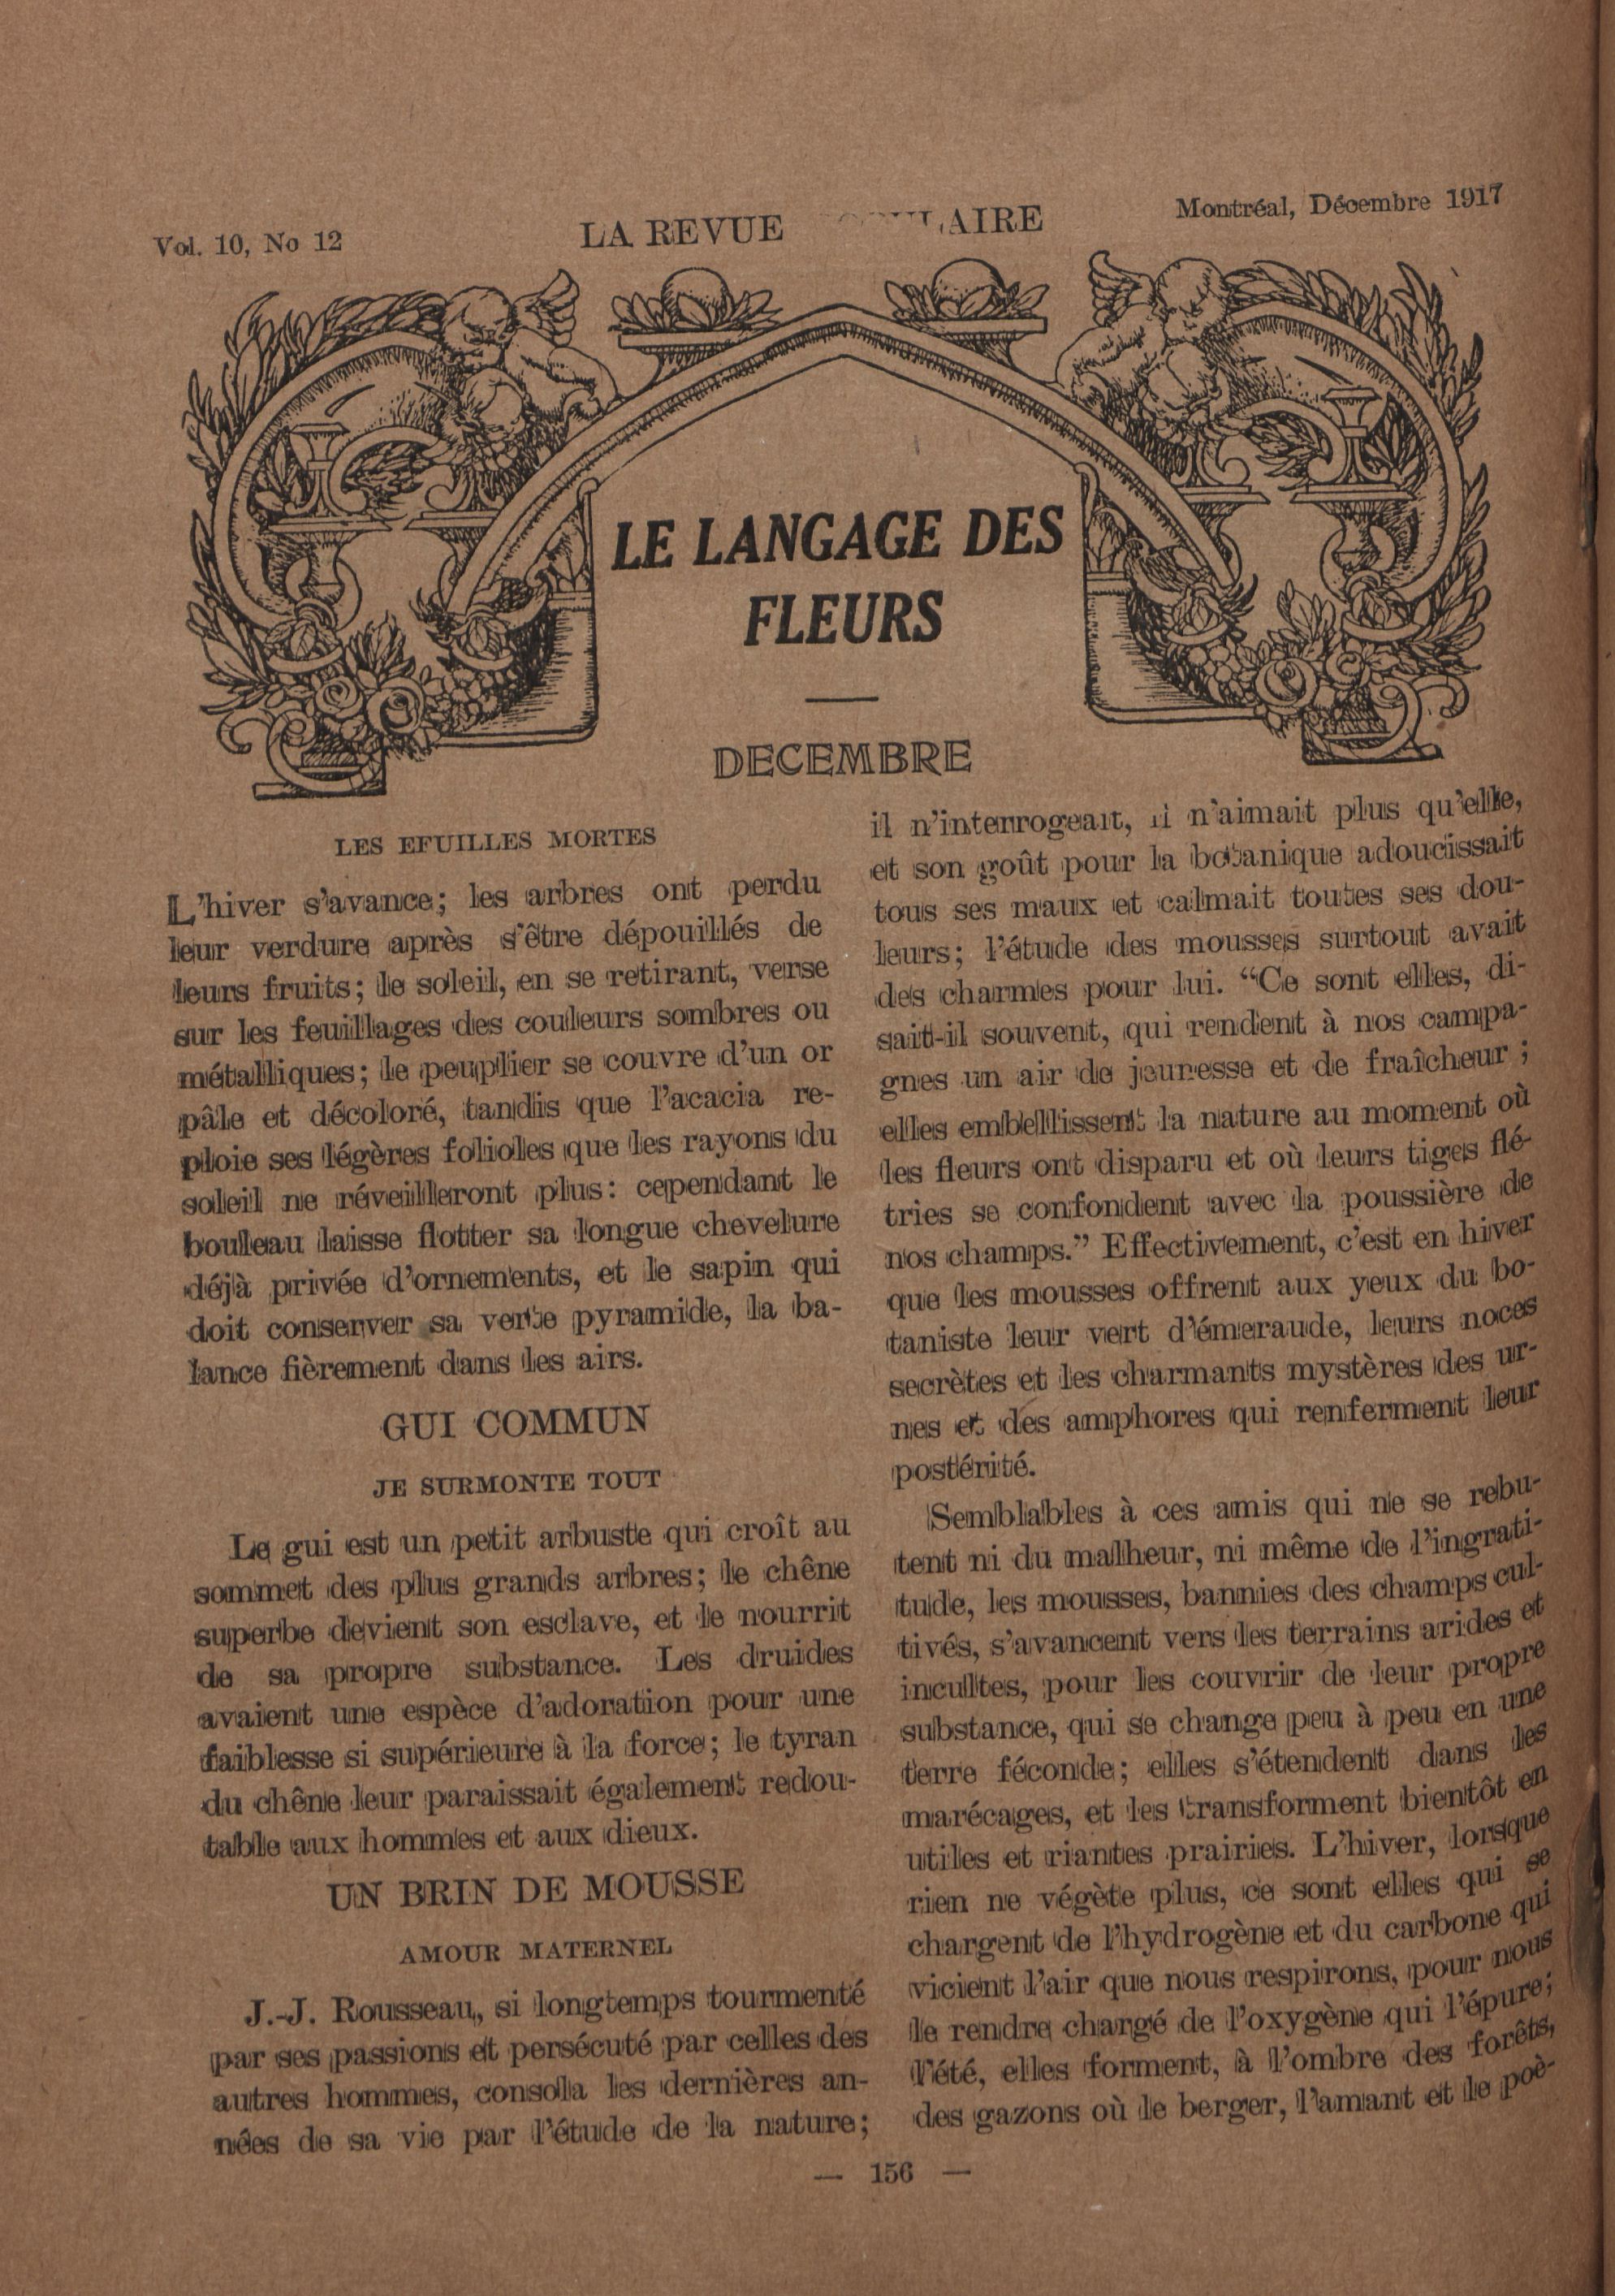 Vol. 10, No 12
LA REVUE
Montréal, Décembre 1917
LE LANGAGE DES
FLEURS
DECEMBRE
LES EFUILLES MORTES
L'hiver s'avance; les arbres ont perdu
leur verdure après s'être dépouillés de
leurs fruits; le soleil, en se retirant, verse
sur les feuillages des couleurs sombres ou
métalliques; le peuplier se couvre d'un or
pâle et décoloré, tandis que l'acacia re-
ploie ses légères folioles que les rayons du
soleil ne réveilleront plus: cependant le
bouleau laisse flotter sa longue chevelure
déjà privée d'ornements, et le sapin qui
doit conserver sa verte pyramide, la ba-
lance fièrement dans les airs.
GUI COMMUN
JE SURMONTE TOUT
Le gui est un petit arbuste qui croît au
sommet des plus grands arbres; le chêne
superbe devient son esclave, et le nourrit
de sa propre substance. Les druides
avaient une espèce d'adoration pour une
faiblesse si supérieure à la force; le tyran
du chêne leur paraissait également redou-
table aux hommes et aux dieux.
UN BRIN DE MOUSSE
AMOUR MATERNEL
J.-J. Rousseau, si longtemps tourmenté
par ses passions et persécuté par celles des
autres hommes, consola les dernières an-
nées de sa vie par l'étude de la nature;
il n'interrogeait, n'aimait plus qu'elle,
et son goût pour la botanique adoucissait
tous ses maux et calmait toutes ses dou-
leurs; l'étude des mousses surtout avait
des charmes pour lui. "Ce sont elles, di-
sait-il souvent, qui rendent à nos campa-
gnes un air de jeunesse et de fraîcheur ;
elles embellissent la nature au moment où
les fleurs ont disparu et où leurs tiges flé-
tries se confondent avec la poussière de
nos champs." Effectivement, c'est en hiver
que les mousses offrent aux yeux du bo-
taniste leur vert d'émeraude, leurs noces
secrètes et les charmants mystères des ur-
nes et des amphores qui renferment leur
postérité.
Semblables à ces amis qui ne se rebu-
tent ni du malheur, ni même de l'ingrati-
tude, les mousses, bannies des champs cul-
tivés, s'avancent vers les terrains arides et
incultes, pour les couvrir de leur propre
substance, qui se change peu à peu en une
terre féconde; elles s'étendent dans les
marécages, et les transforment bientôt en
utiles et riantes prairies. L'hiver, lorsque
rien ne végète plus, ce sont elles qui se
chargent de l'hydrogène et du carbone qui
vicient l'air que nous respirons, pour nous
le rendre chargé de l'oxygène qui l'épure;
l'été, elles forment, à l'ombre des forêts,
des gazons où le berger, l'amant et le poè-
— 156 —